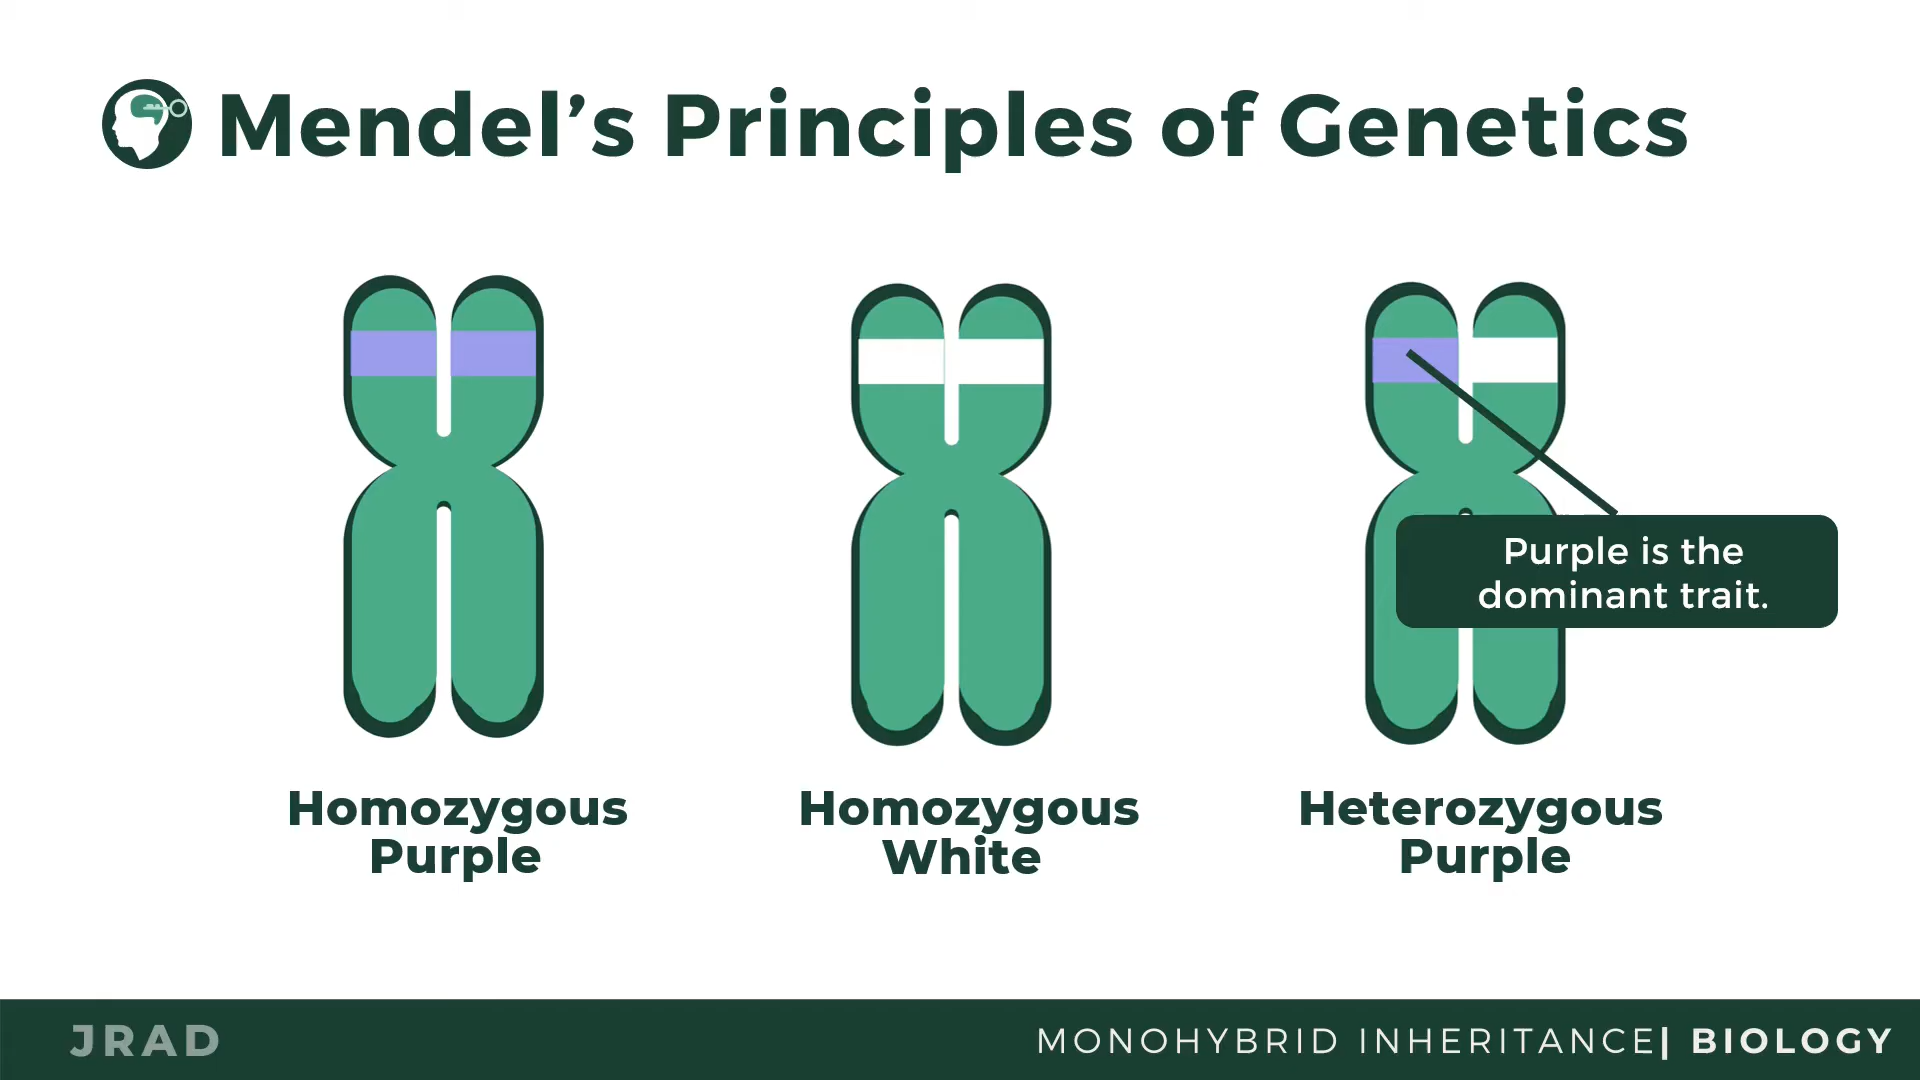 Mendel’s Principles of Genetics
Purple is the
dominant trait.
Homozygous
Purple
Homozygous
White
Heterozygous
Purple
JRAD
MONOHYBRID INHERITANCE| BIOLOGY